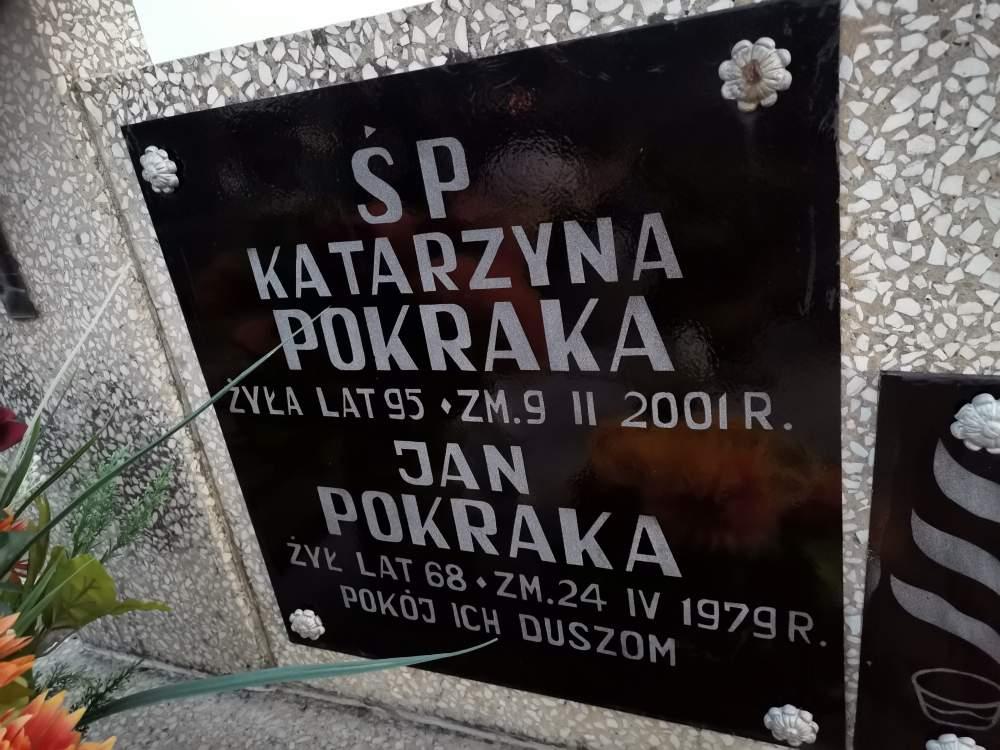 Ś P
KATARZYNA
POKRAKA
ŻYŁA LAT 95 • ZM. 9 II 2001 R.
JAN
POKRAKA
ŻYŁ LAT 68 • ZM. 24 IV 1979 R.
POKÓJ ICH DUSZOM